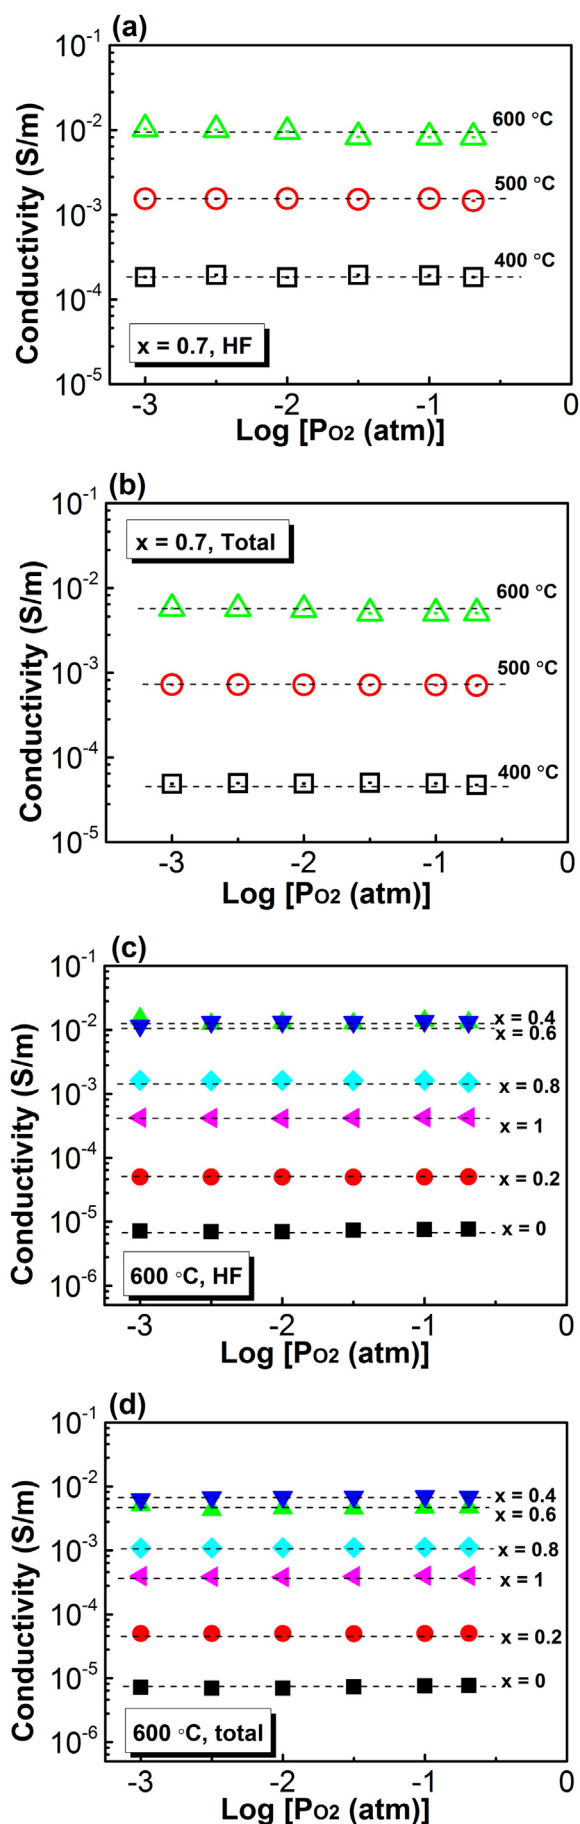 (a)
10⁻¹
10⁻²
10⁻³
10⁻⁴
10⁻⁵
Conductivity (S/m)
600 °C
500 °C
400 °C
x = 0.7, HF
-3 -2 -1 0
Log [PO2 (atm)]
(b)
10⁻¹
10⁻²
10⁻³
10⁻⁴
10⁻⁵
Conductivity (S/m)
x = 0.7, Total
600 °C
500 °C
400 °C
-3 -2 -1 0
Log [PO2 (atm)]
(c)
10⁻¹
10⁻²
10⁻³
10⁻⁴
10⁻⁵
10⁻⁶
Conductivity (S/m)
x = 0.4
x = 0.6
x = 0.8
x = 1
x = 0.2
x = 0
600 °C, HF
-3 -2 -1 0
Log [PO2 (atm)]
(d)
10⁻¹
10⁻²
10⁻³
10⁻⁴
10⁻⁵
10⁻⁶
Conductivity (S/m)
x = 0.4
x = 0.6
x = 0.8
x = 1
x = 0.2
x = 0
600 °C, total
-3 -2 -1 0
Log [PO2 (atm)]